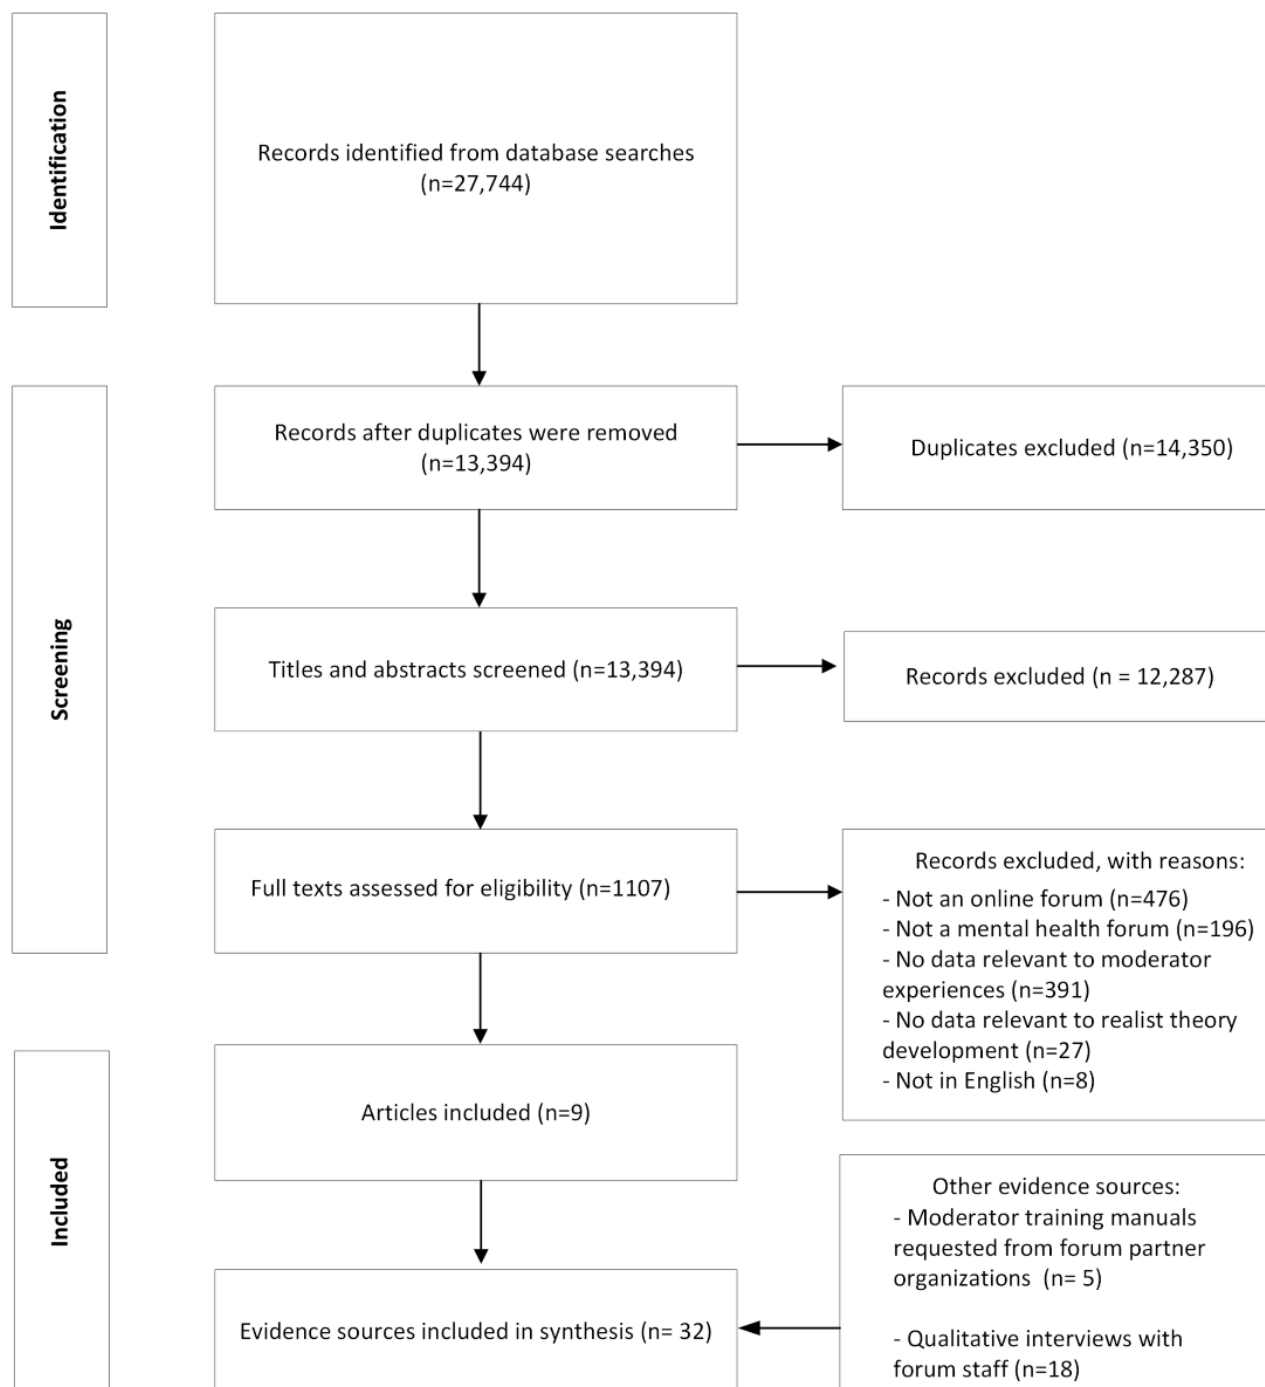 Identification
Records identified from database searches
(n=27,744)
Screening
Records after duplicates were removed
(n=13,394)
Duplicates excluded (n=14,350)
Titles and abstracts screened (n=13,394)
Records excluded (n = 12,287)
Full texts assessed for eligibility (n=1107)
Records excluded, with reasons:
- Not an online forum (n=476)
- Not a mental health forum (n=196)
- No data relevant to moderator
experiences (n=391)
- No data relevant to realist theory
development (n=27)
- Not in English (n=8)
Included
Articles included (n=9)
Other evidence sources:
- Moderator training manuals
requested from forum partner
organizations (n= 5)
- Qualitative interviews with
forum staff (n=18)
Evidence sources included in synthesis (n= 32)